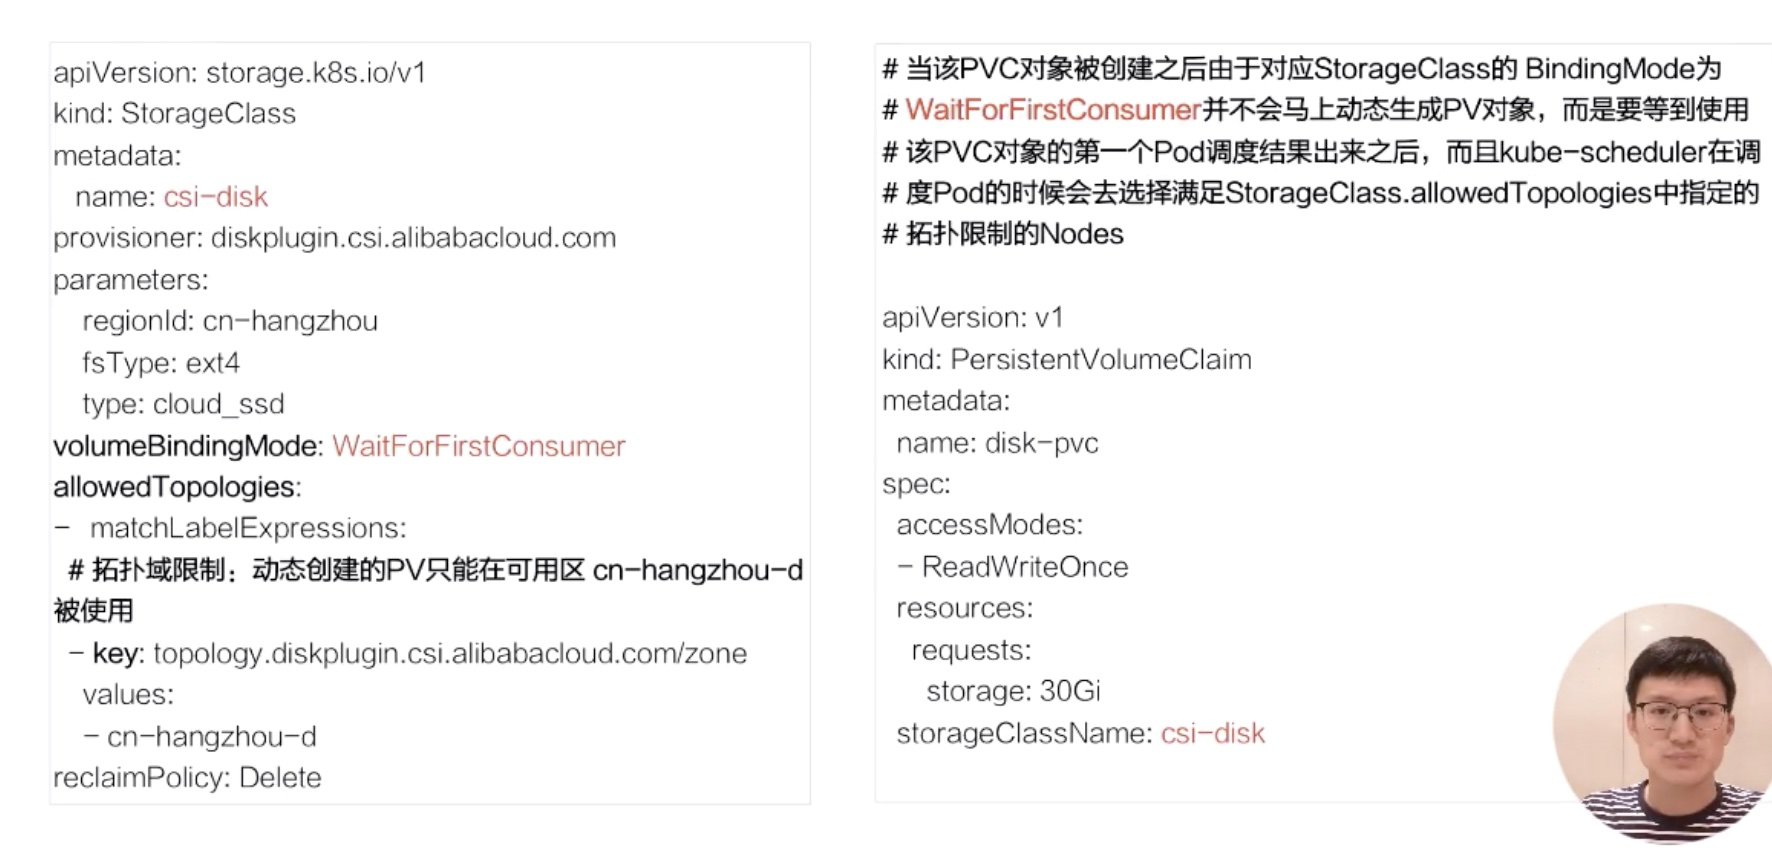 apiVersion: storage.k8s.io/v1
kind: StorageClass
metadata:
name: csi-disk
provisioner: diskplugin.csi.alibabacloud.com
parameters:
regionId: cn-hangzhou
fsType: ext4
type: cloud_ssd
volumeBindingMode: WaitForFirstConsumer
allowedTopologies:
- matchLabelExpressions:
# 拓扑域限制：动态创建的PV只能在可用区 cn-hangzhou-d
被使用
- key: topology.diskplugin.csi.alibabacloud.com/zone
values:
- cn-hangzhou-d
reclaimPolicy: Delete
# 当该PVC对象被创建之后由于对应StorageClass的 BindingMode为
# WaitForFirstConsumer并不会马上动态生成PV对象，而是要等到使用
# 该PVC对象的第一个Pod调度结果出来之后，而且kube-scheduler在调
# 度Pod的时候会去选择满足StorageClass.allowedTopologies中指定的
# 拓扑限制的Nodes
apiVersion: v1
kind: PersistentVolumeClaim
metadata:
name: disk-pvc
spec:
accessModes:
- ReadWriteOnce
resources:
requests:
storage: 30Gi
storageClassName: csi-disk